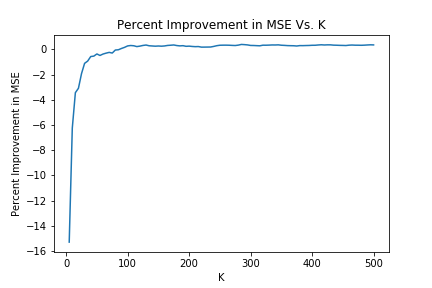 Percent Improvement in MSE Vs. K
Percent Improvement in MSE
0
−2
−4
−6
−8
−10
−12
−14
−16
0 100 200 300 400 500
K